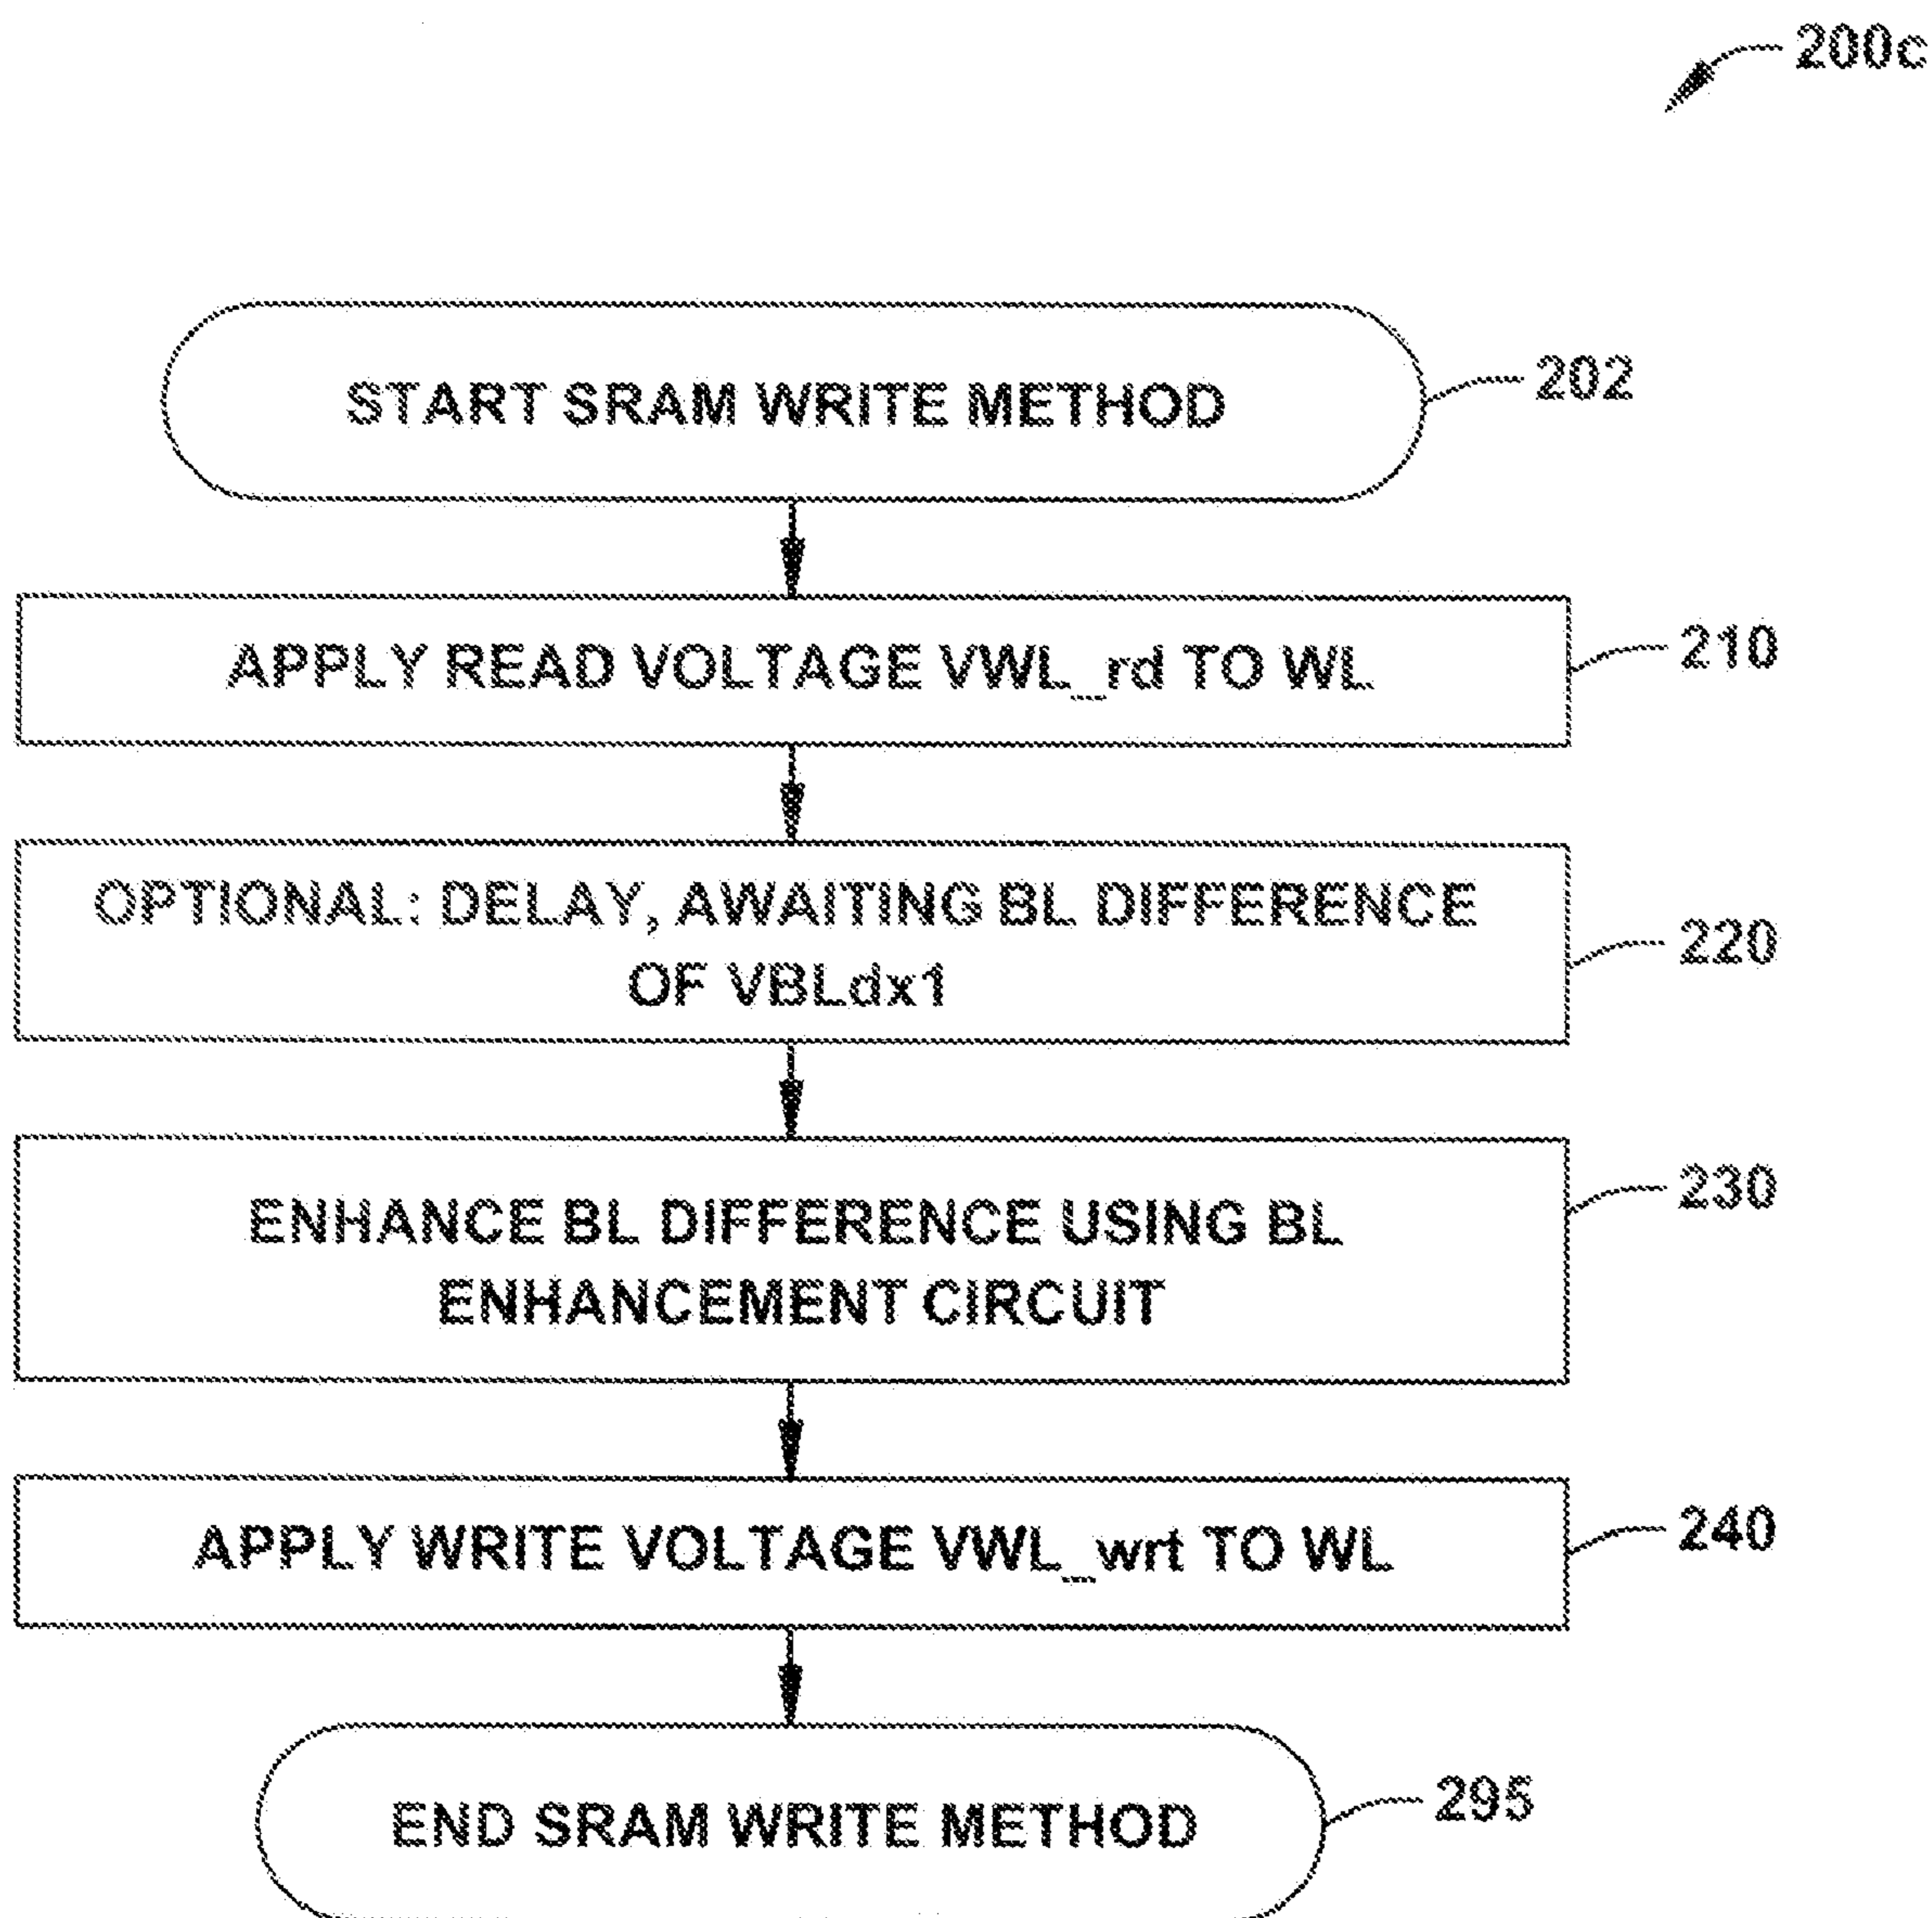 200c
START SRAM WRITE METHOD
202
APPLY READ VOLTAGE VWL_rd TO WL
210
OPTIONAL: DELAY, AWAITING BL DIFFERENCE
OF VBLdx1
220
ENHANCE BL DIFFERENCE USING BL
ENHANCEMENT CIRCUIT
230
APPLY WRITE VOLTAGE VWL_wrt TO WL
240
END SRAM WRITE METHOD
295